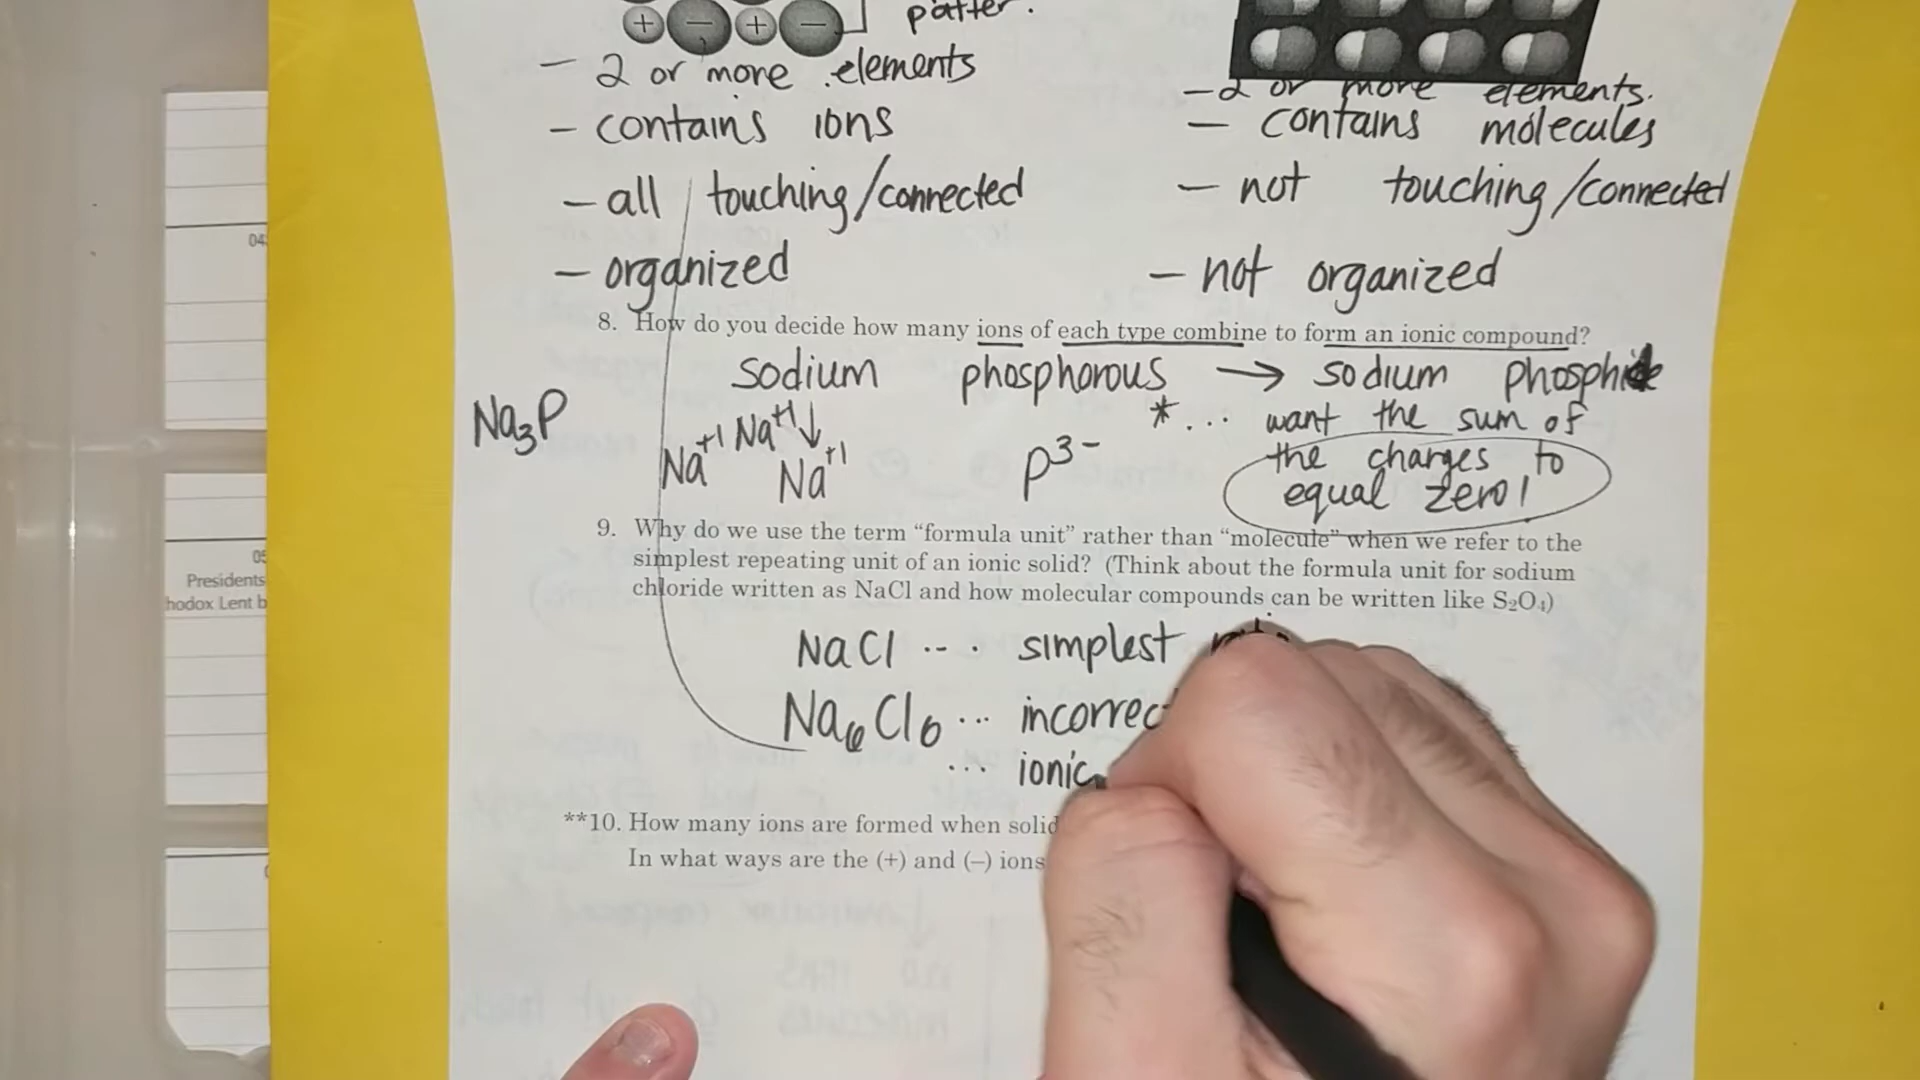 + − + −
- 2 or more elements
- contains ions
- all touching/connected
- organized
- 2 or more elements.
- contains molecules
- not touching/connected
- not organized
8. How do you decide how many ions of each type combine to form an ionic compound?
sodium phosphorous → sodium phosphide
Na₃P
Na⁺¹ Na⁺¹ ↓ Na⁺¹
P³⁻
*... want the sum of
the charges to
equal zero!
9. Why do we use the term “formula unit” rather than “molecule” when we refer to the
simplest repeating unit of an ionic solid? (Think about the formula unit for sodium
chloride written as NaCl and how molecular compounds can be written like S₂O₄)
NaCl ... simplest
Na₆Cl₆ ... incorrec
... ionic
**10. How many ions are formed when solid
In what ways are the (+) and (−) ions
04
05
Presidents
hodox Lent b